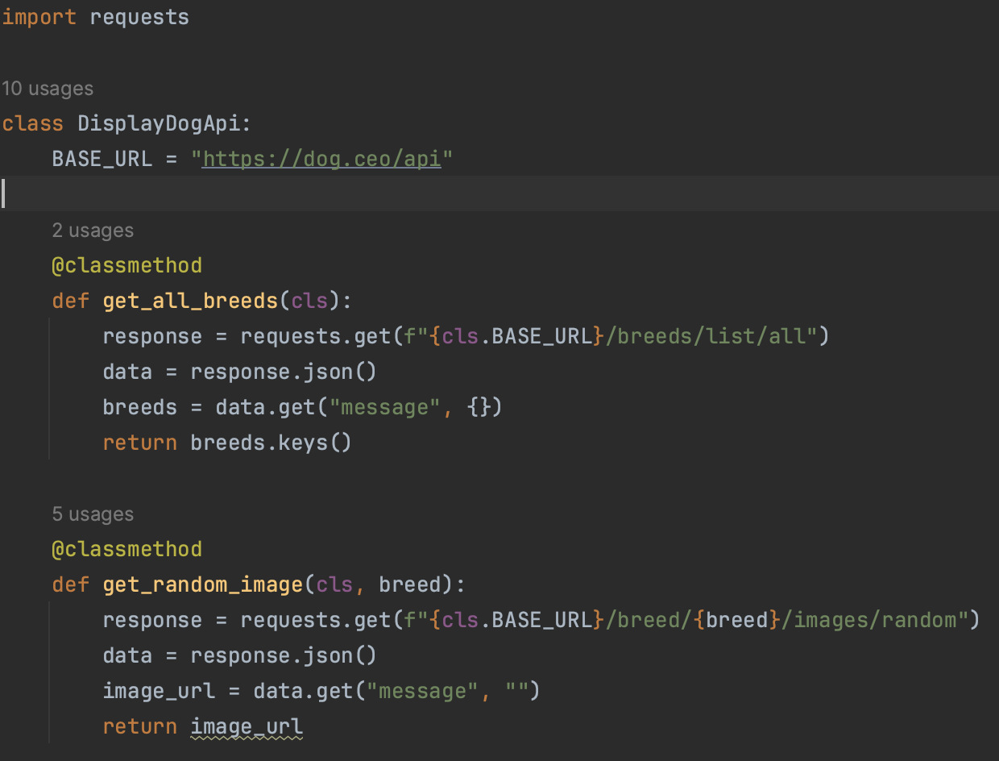 import requests
10 usages
class DisplayDogApi:
    BASE_URL = "https://dog.ceo/api"
    2 usages
    @classmethod
    def get_all_breeds(cls):
        response = requests.get(f"{cls.BASE_URL}/breeds/list/all")
        data = response.json()
        breeds = data.get("message", {})
        return breeds.keys()
    5 usages
    @classmethod
    def get_random_image(cls, breed):
        response = requests.get(f"{cls.BASE_URL}/breed/{breed}/images/random")
        data = response.json()
        image_url = data.get("message", "")
        return image_url